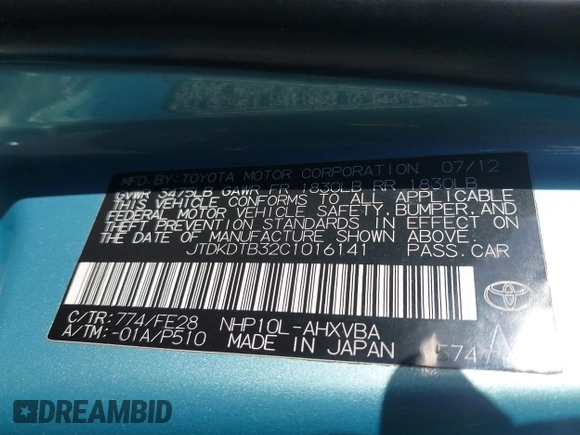 MFD.BY:TOYOTA MOTOR CORPORATION 07/12
GVWR 3475LB GAWR FR 1830LB RR 1830LB
THIS VEHICLE CONFORMS TO ALL APPLICABLE
FEDERAL MOTOR VEHICLE SAFETY, BUMPER, AND
THEFT PREVENTION STANDARDS IN EFFECT ON
THE DATE OF MANUFACTURE SHOWN ABOVE.
JTDKDTB32C1016141 PASS.CAR
C/TR:774/FE28 NHP10L-AHXVBA
A/TM:-01A/P510 MADE IN JAPAN 574
TOYOTA
DREAMBID